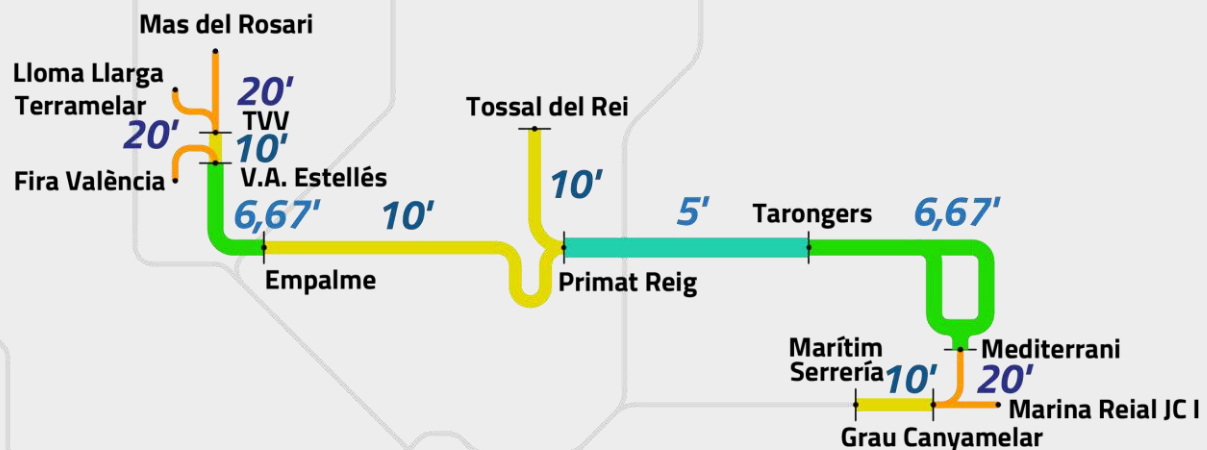 Mas del Rosari
Lloma Llarga
Terramelar
20'
TVV
20'
10'
Fira València
V.A. Estellés
6,67'
10'
Empalme
Tossal del Rei
10'
Primat Reig
5'
Tarongers
6,67'
Marítim
Serrería
10'
Mediterrani
20'
Marina Reial JC I
Grau Canyamelar